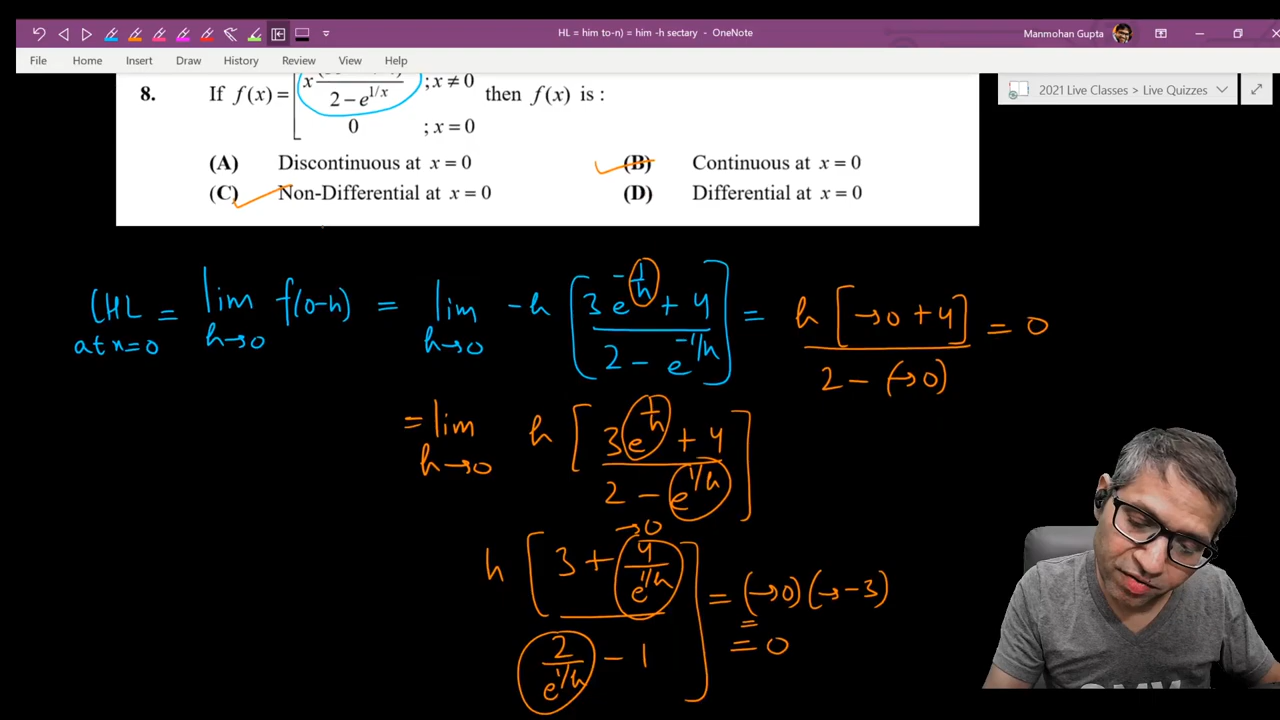 HL = him to-n) = him -h sectary - OneNote
Manmohan Gupta
File Home Insert Draw History Review View Help
2021 Live Classes > Live Quizzes
8. If f(x) = x / 2 − e^{1/x} ; x ≠ 0 then f(x) is :
0 ; x = 0
(A) Discontinuous at x = 0 (B) Continuous at x = 0
(C) Non-Differential at x = 0 (D) Differential at x = 0
LHL at x=0 = lim h→0 f(0-h) = lim h→0 -h [3e^{-1/h} + 4 / 2 - e^{-1/h}] = h [→0 + 4] / 2 - (→0) = 0
= lim h→0 h [3e^{1/h} + 4 / 2 - e^{1/h}]
→0
h [3 + 4/e^{1/h} / 2/e^{1/h} - 1] = (→0)(→-3)
= 0